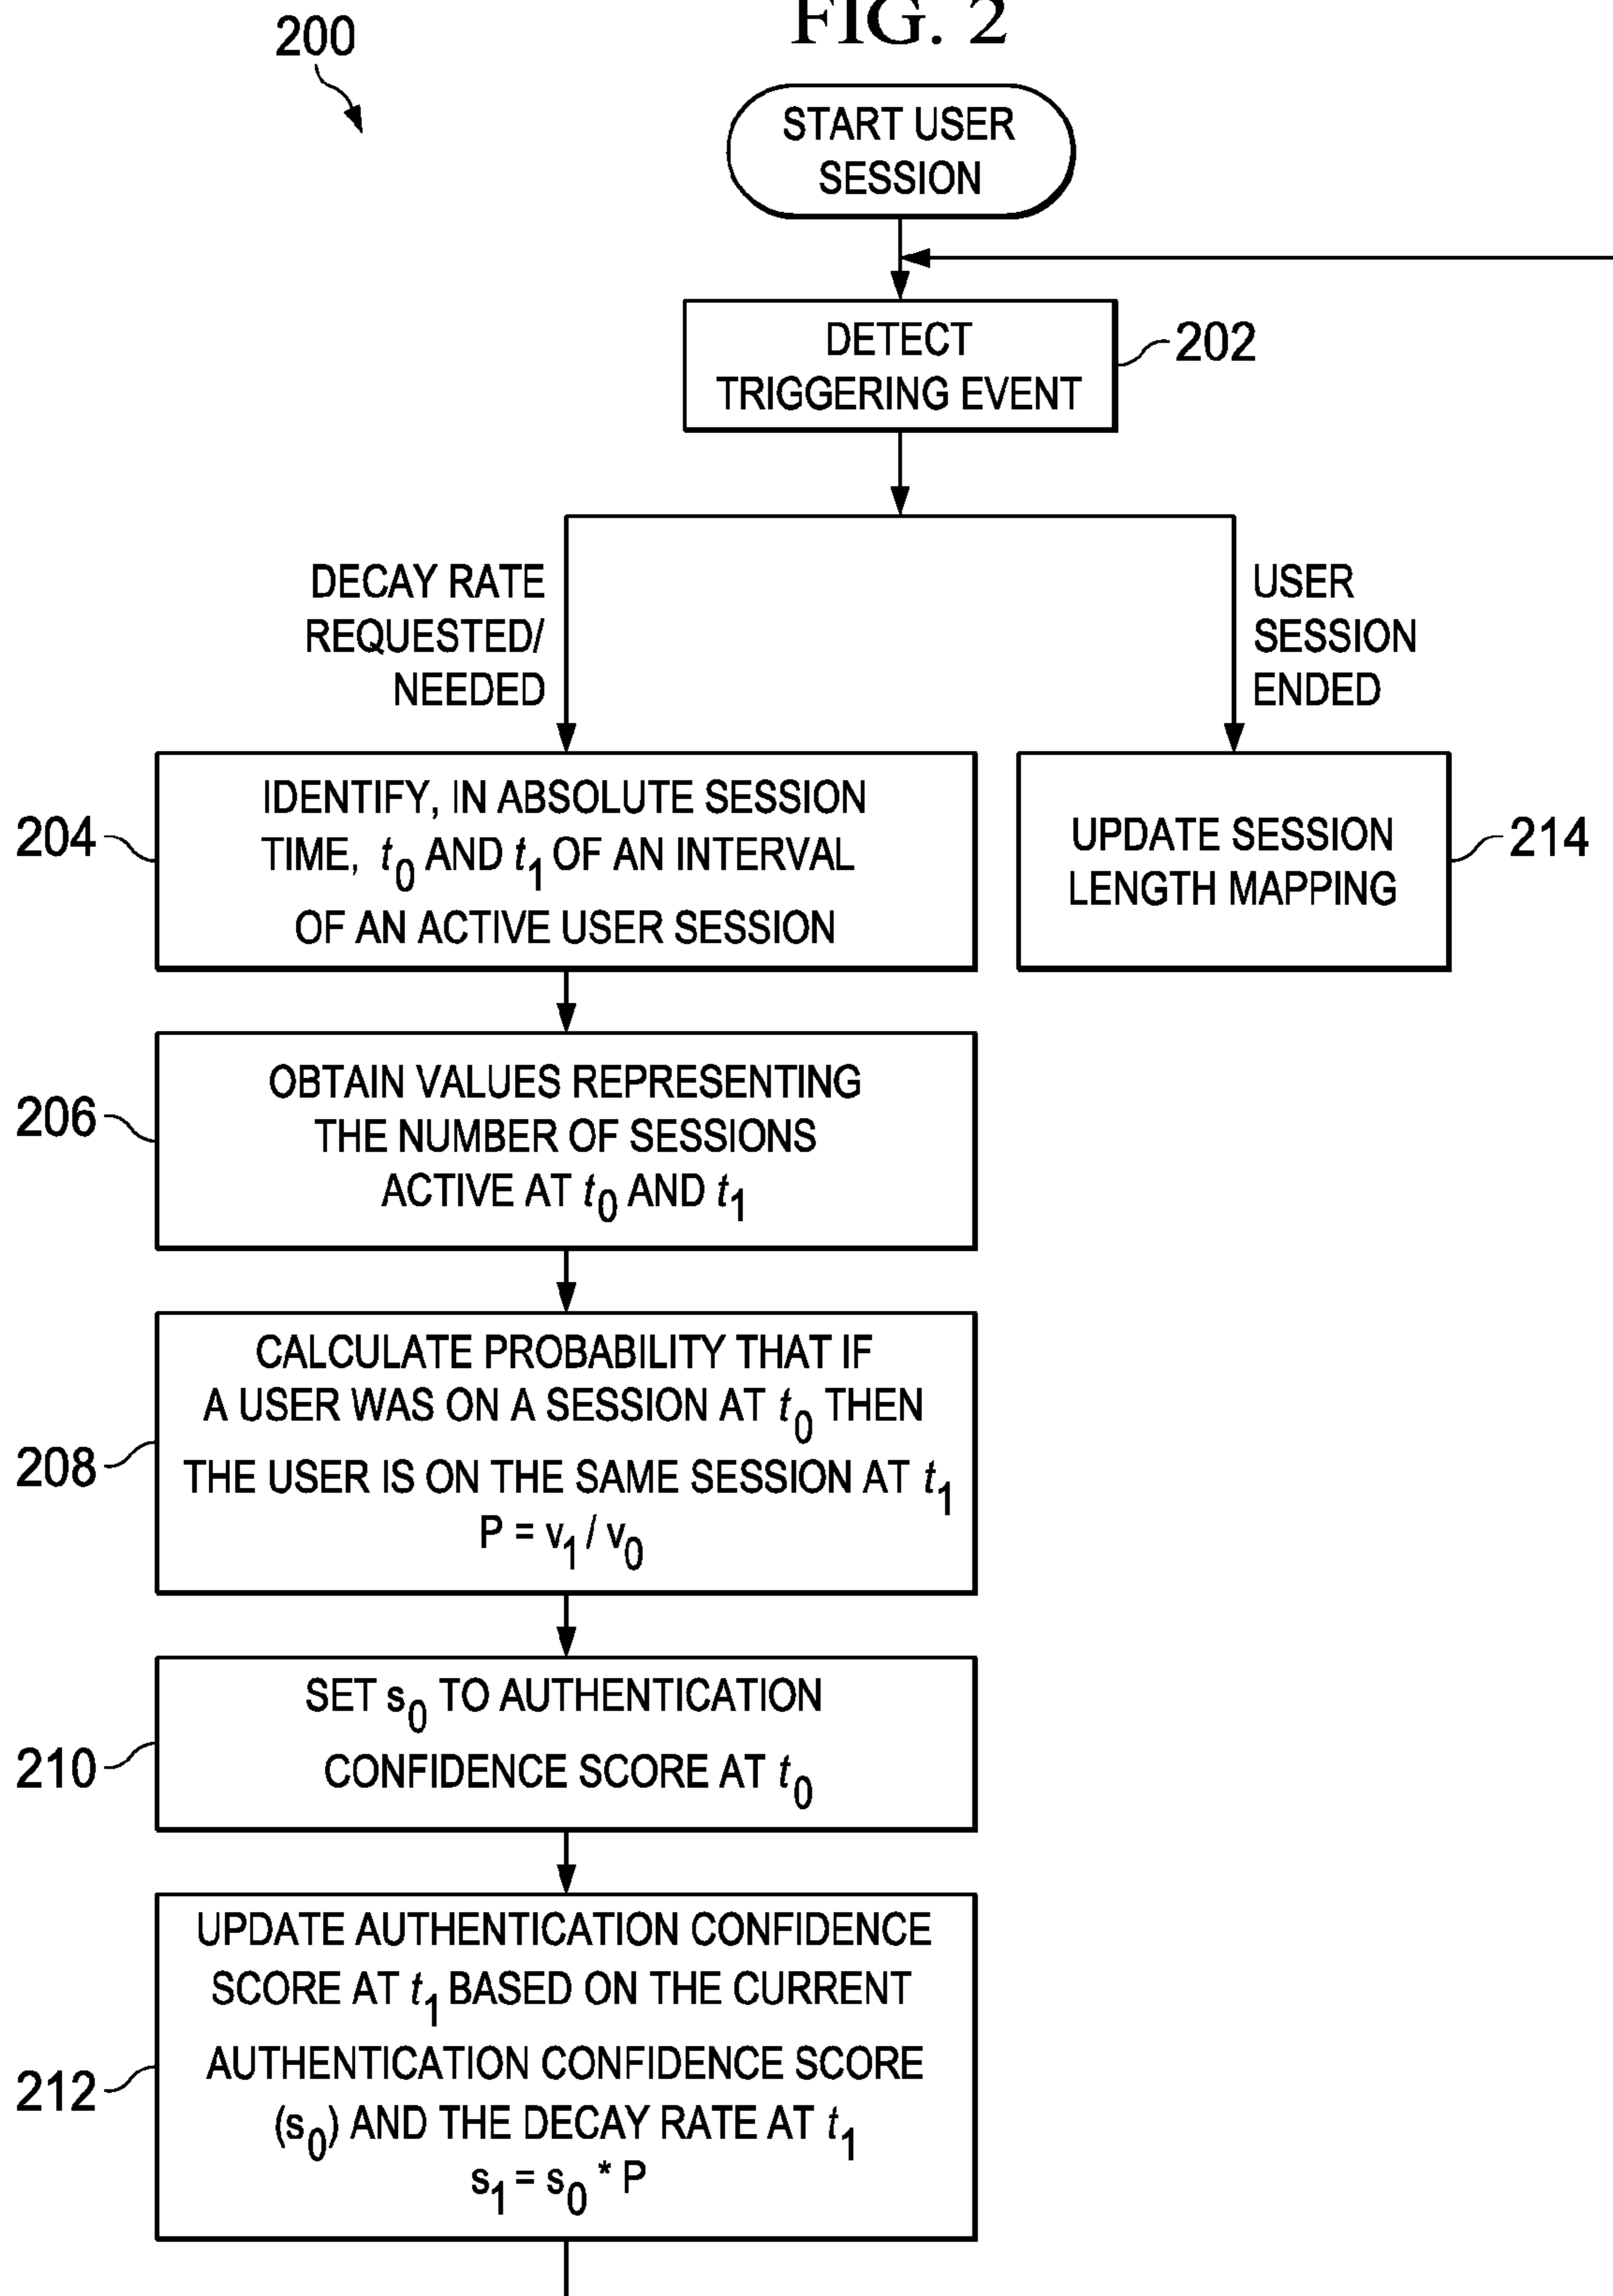 FIG. 2
200
START USER
SESSION
DETECT
TRIGGERING EVENT
202
DECAY RATE
REQUESTED/
NEEDED
USER
SESSION
ENDED
204
IDENTIFY, IN ABSOLUTE SESSION
TIME, t0 AND t1 OF AN INTERVAL
OF AN ACTIVE USER SESSION
UPDATE SESSION
LENGTH MAPPING
214
206
OBTAIN VALUES REPRESENTING
THE NUMBER OF SESSIONS
ACTIVE AT t0 AND t1
208
CALCULATE PROBABILITY THAT IF
A USER WAS ON A SESSION AT t0 THEN
THE USER IS ON THE SAME SESSION AT t1
P = v1 / v0
210
SET s0 TO AUTHENTICATION
CONFIDENCE SCORE AT t0
212
UPDATE AUTHENTICATION CONFIDENCE
SCORE AT t1 BASED ON THE CURRENT
AUTHENTICATION CONFIDENCE SCORE
(s0) AND THE DECAY RATE AT t1
s1 = s0 * P